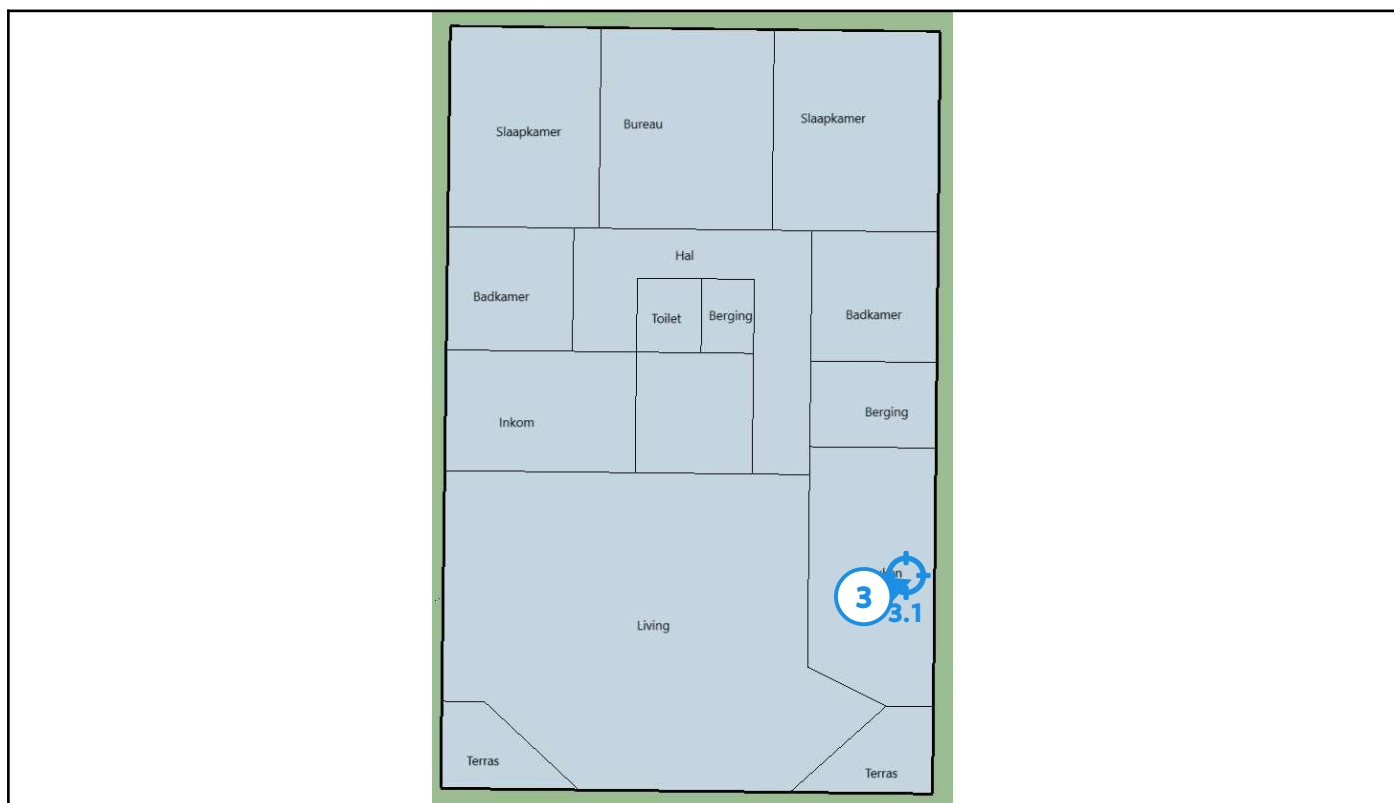 Slaapkamer
Bureau
Slaapkamer
Hal
Badkamer
Toilet
Berging
Badkamer
Inkom
Berging
3
3.1
Living
Terras
Terras